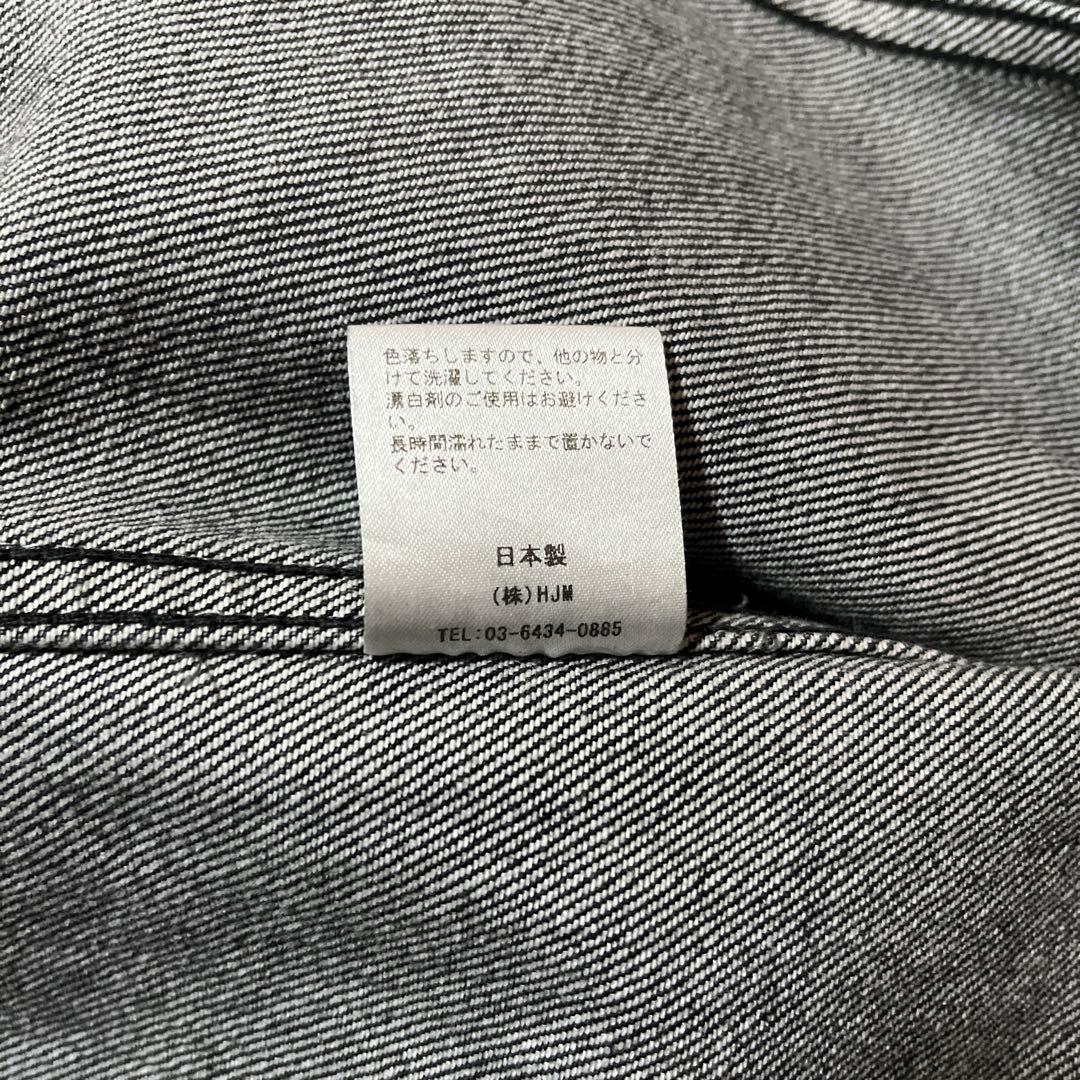 色落ちしますので、他の物と分
けて洗濯してください。
漂白剤のご使用はお避けくださ
い。
長時間濡れたままで置かないで
ください。
日本製
(株)HJM
TEL:03-6434-0885